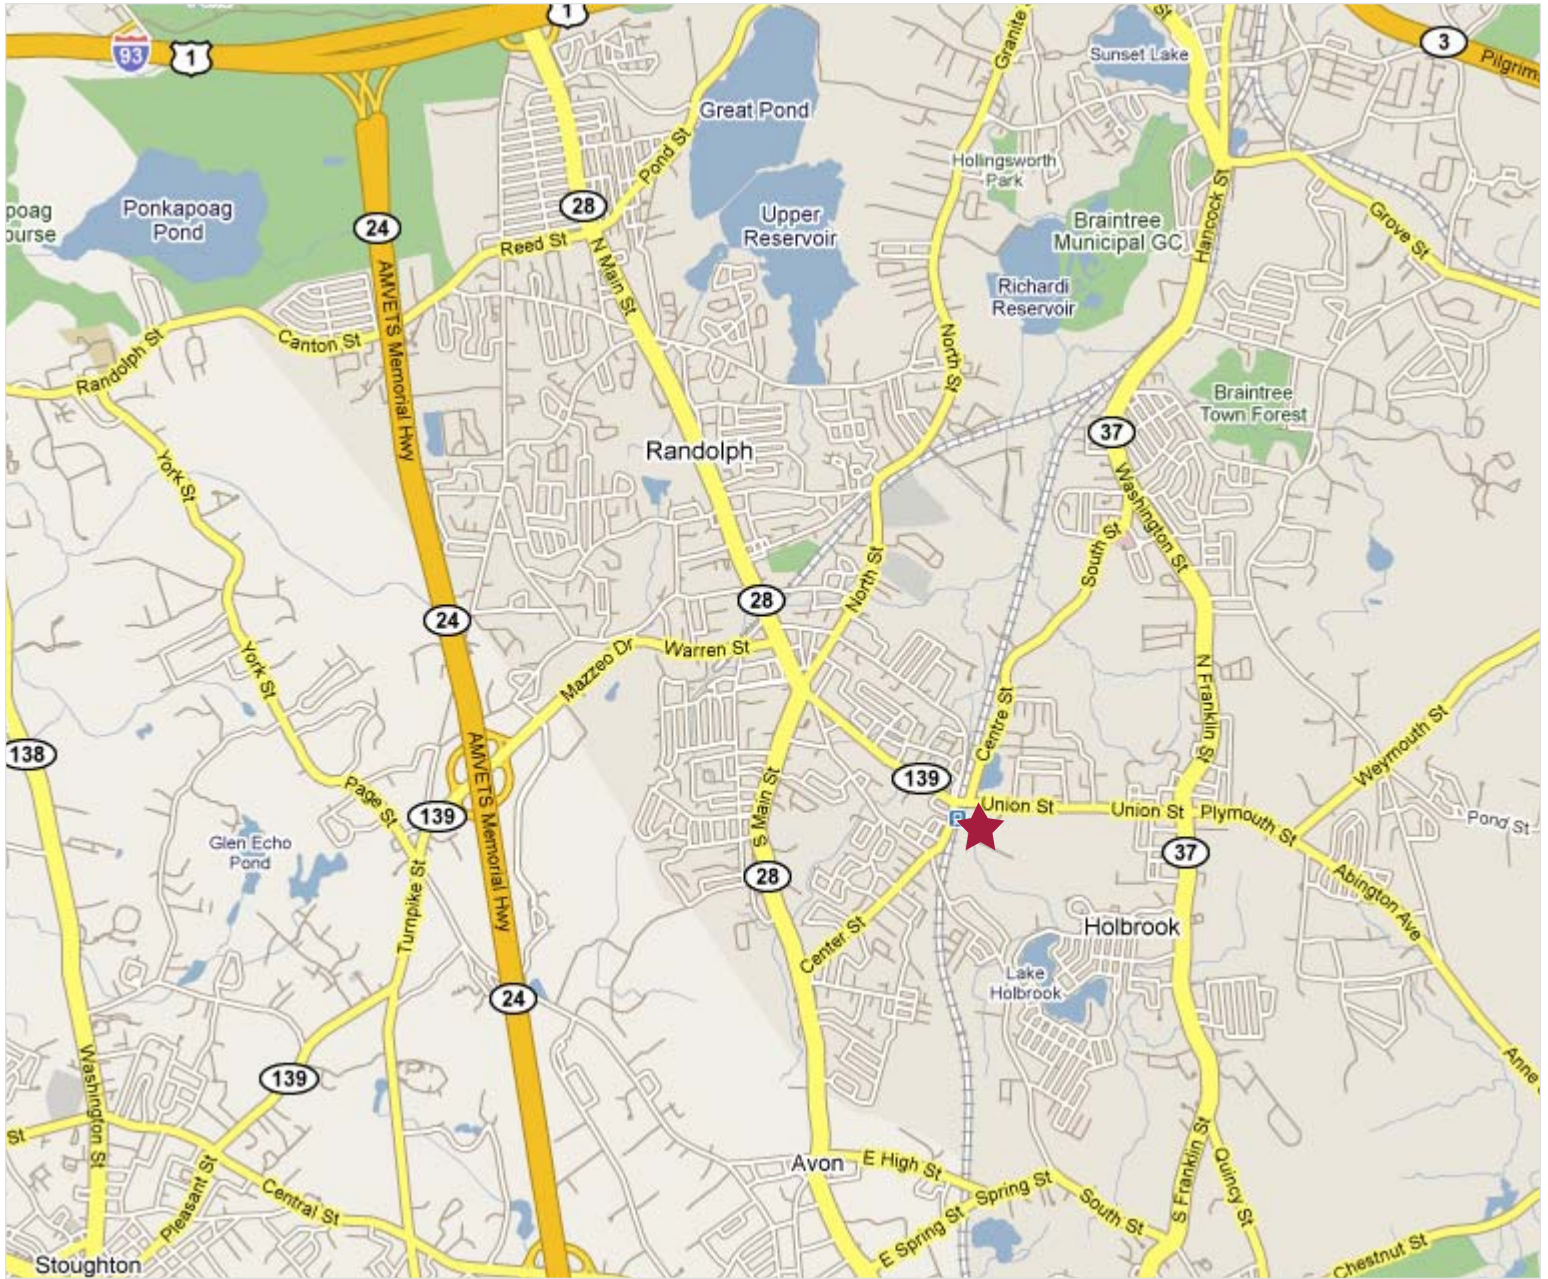 1
93
1
3
Pilgrim
St
Granite
Sunset Lake
Great Pond
Pond St
Hollingsworth
Park
poag
ourse
Ponkapoag
Pond
24
28
Reed St
N Main St
Upper
Reservoir
Braintree
Municipal GC
Hancock St
Grove St
Richardi
Reservoir
AMVETS Memorial Hwy
Canton St
Randolph St
North St
Braintree
Town Forest
37
Randolph
York St
Washington St
South St
North St
28
24
York St
Mazzeo Dr
Warren St
N Franklin St
Centre St
138
AMVETS Memorial Hwy
Weymouth St
Page St
139
139
S Main St
Union St
Union St
Plymouth St
Pond St
Glen Echo
Pond
37
28
Turnpike St
Abington Ave
Center St
Holbrook
Lake
Holbrook
24
139
Washington St
Anne
St
Avon
E High St
Spring St
South St
S Franklin St
Quincy St
Pleasant St
Central St
E Spring St
Chestnut St
Stoughton